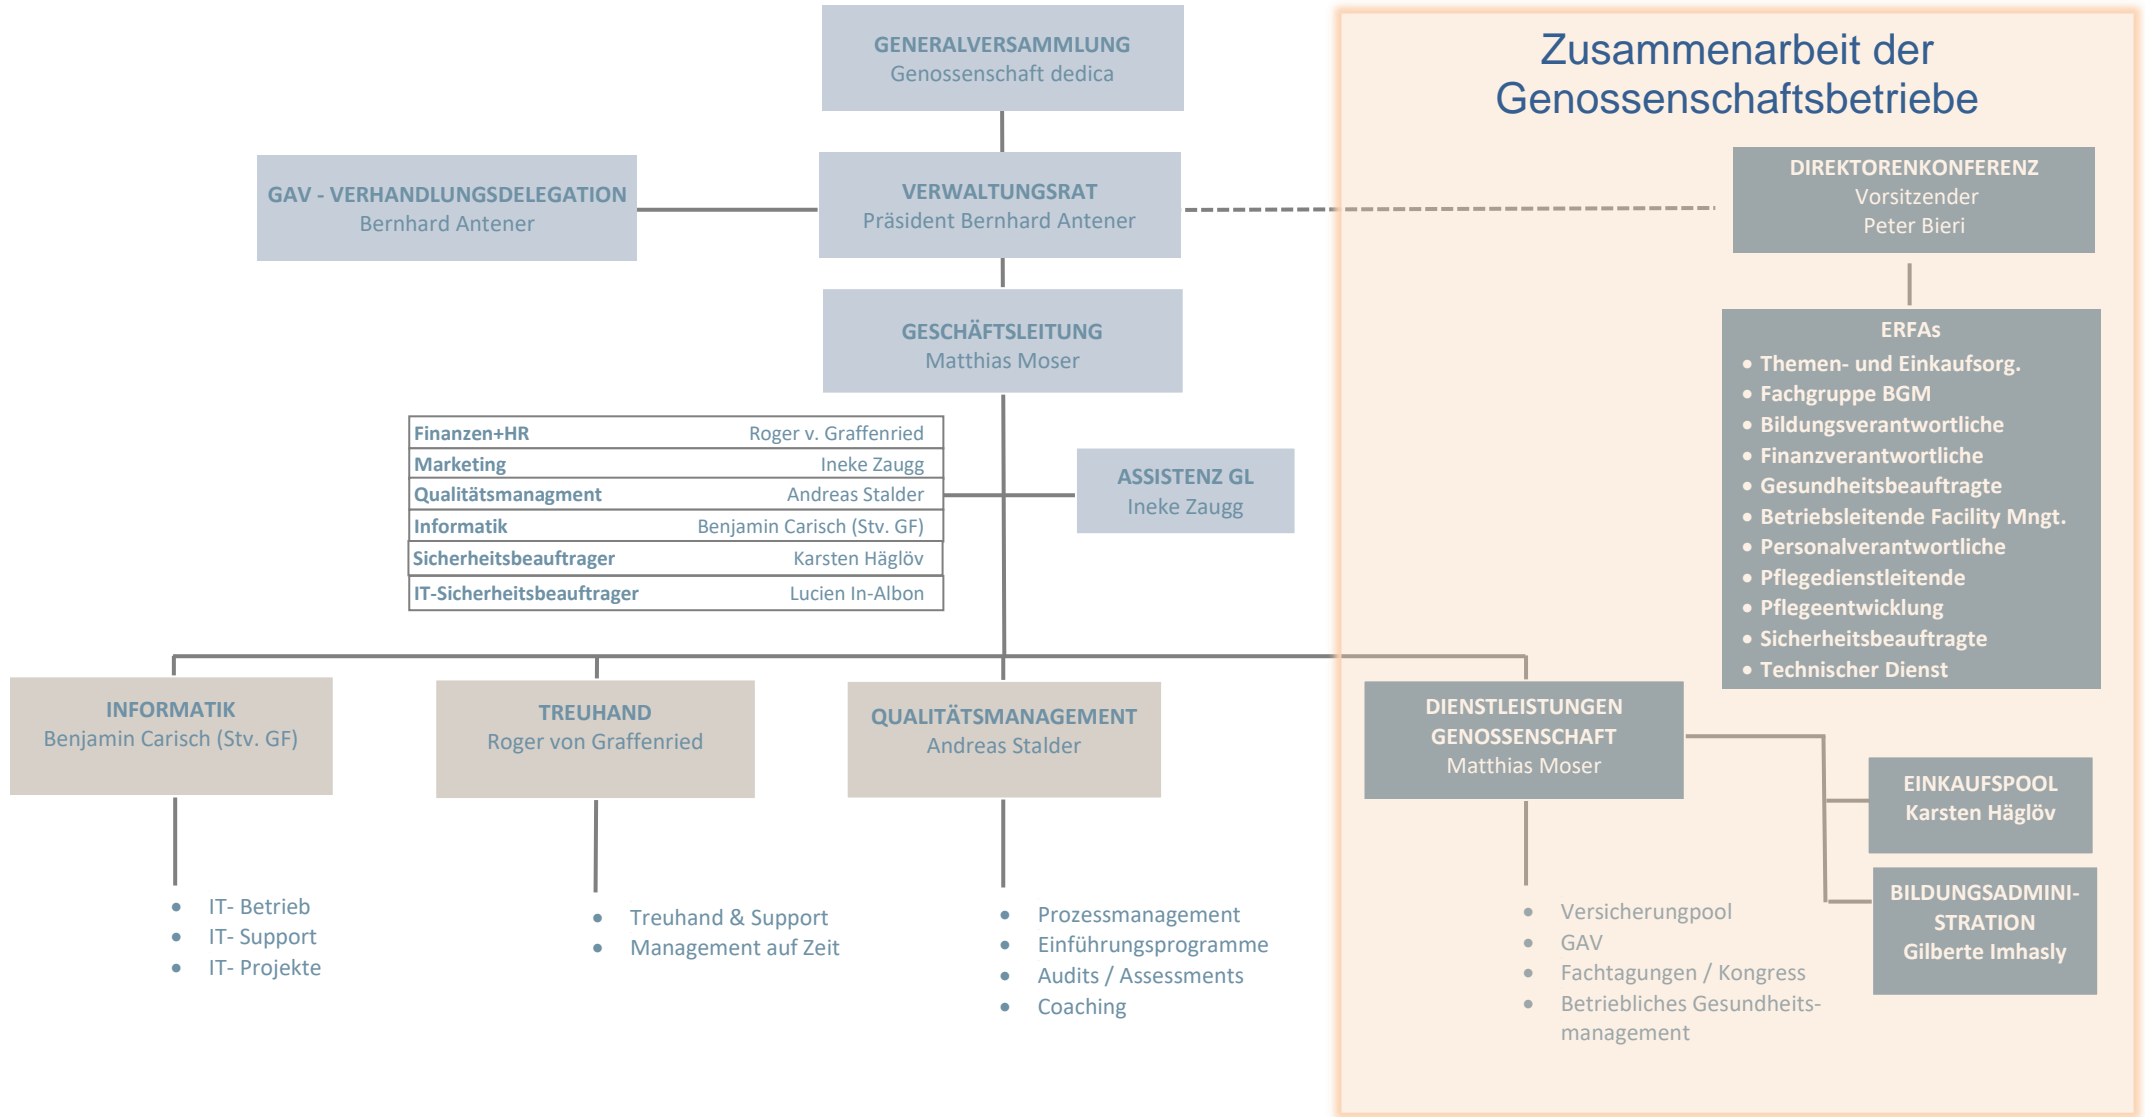 GENERALVERSAMMLUNG
Genossenschaft dedica
Zusammenarbeit der
Genossenschaftsbetriebe
GAV - VERHANDLUNGSDELEGATION
Bernhard Antener
VERWALTUNGSRAT
Präsident Bernhard Antener
DIREKTORENKONFERENZ
Vorsitzender
Peter Bieri
GESCHÄFTSLEITUNG
Matthias Moser
ERFAs
• Themen- und Einkaufsorg.
• Fachgruppe BGM
• Bildungsverantwortliche
• Finanzverantwortliche
• Gesundheitsbeauftragte
• Betriebsleitende Facility Mngt.
• Personalverantwortliche
• Pflegedienstleitende
• Pflegeentwicklung
• Sicherheitsbeauftragte
• Technischer Dienst
Finanzen+HR Roger v. Graffenried
Marketing Ineke Zaugg
Qualitätsmanagment Andreas Stalder
Informatik Benjamin Carisch (Stv. GF)
Sicherheitsbeauftrager Karsten Häglöv
IT-Sicherheitsbeauftrager Lucien In-Albon
ASSISTENZ GL
Ineke Zaugg
INFORMATIK
Benjamin Carisch (Stv. GF)
• IT- Betrieb
• IT- Support
• IT- Projekte
TREUHAND
Roger von Graffenried
• Treuhand & Support
• Management auf Zeit
QUALITÄTSMANAGEMENT
Andreas Stalder
• Prozessmanagement
• Einführungsprogramme
• Audits / Assessments
• Coaching
DIENSTLEISTUNGEN
GENOSSENSCHAFT
Matthias Moser
• Versicherungpool
• GAV
• Fachtagungen / Kongress
• Betriebliches Gesundheits-
management
EINKAUFSPOOL
Karsten Häglöv
BILDUNGSADMINI-
STRATION
Gilberte Imhasly